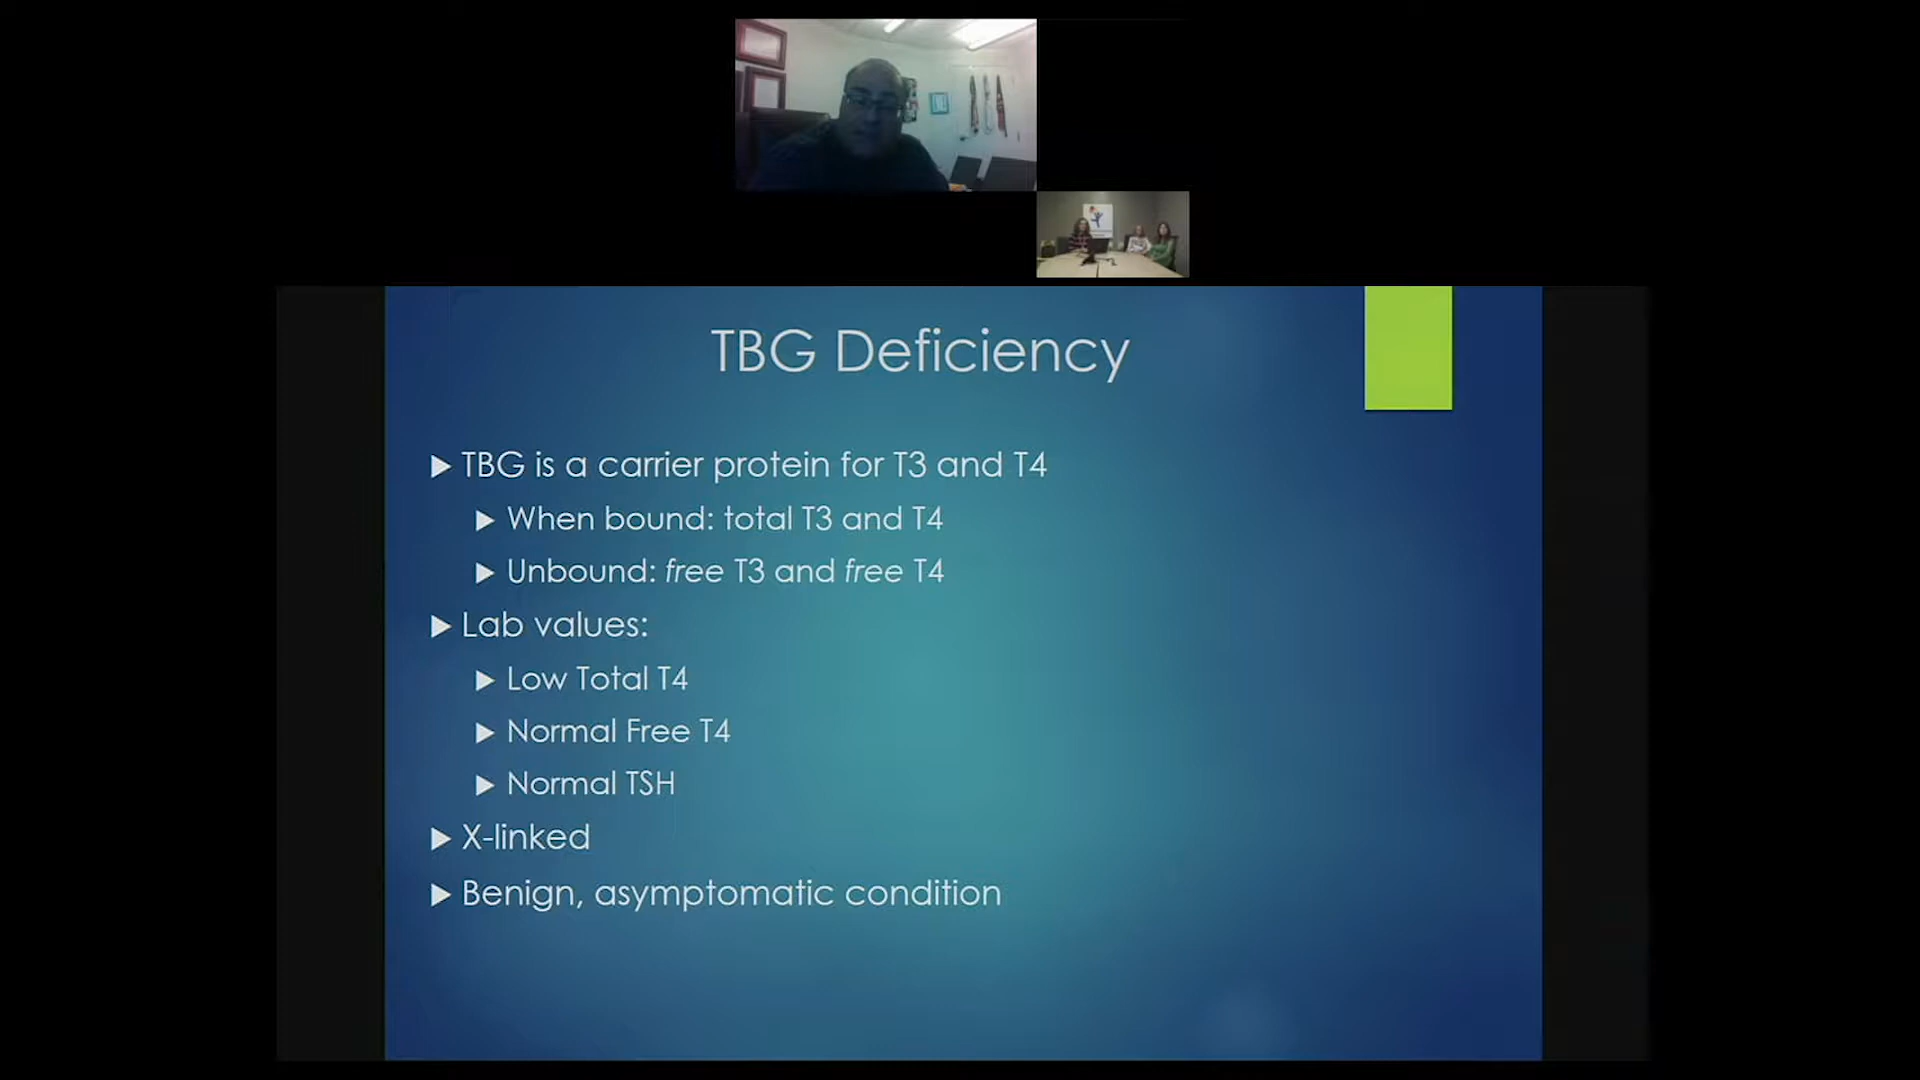 TBG Deficiency
TBG is a carrier protein for T3 and T4
When bound: total T3 and T4
Unbound: free T3 and free T4
Lab values:
Low Total T4
Normal Free T4
Normal TSH
X-linked
Benign, asymptomatic condition